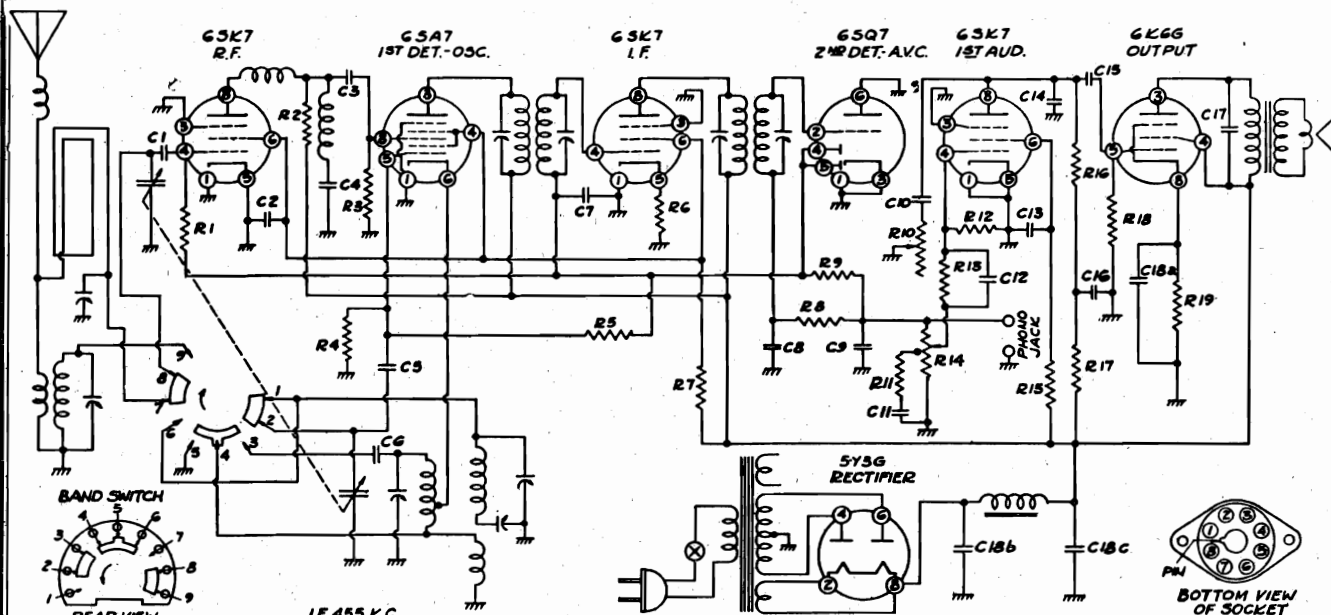 6SK7
R.F.
6SA7
1ST DET.-OSC.
6SK7
I.F.
6SQ7
2ND DET.-A.V.C.
6SK7
1ST AUD.
6K6G
OUTPUT
C1
R1
C2
R2
C3
C4
R3
C7
R6
C10
R10
R12
C13
C14
R13
C12
C15
R16
R18
C17
C16
C18a
R19
R9
R8
C8
C9
R4
R5
C5
R7
R11
C11
R14
PHONO
JACK
R15
R17
C6
BAND SWITCH
REAR VIEW
I.F. 455 K.C.
5Y3G
RECTIFIER
C18b
C18c
PIN
BOTTOM VIEW
OF SOCKET